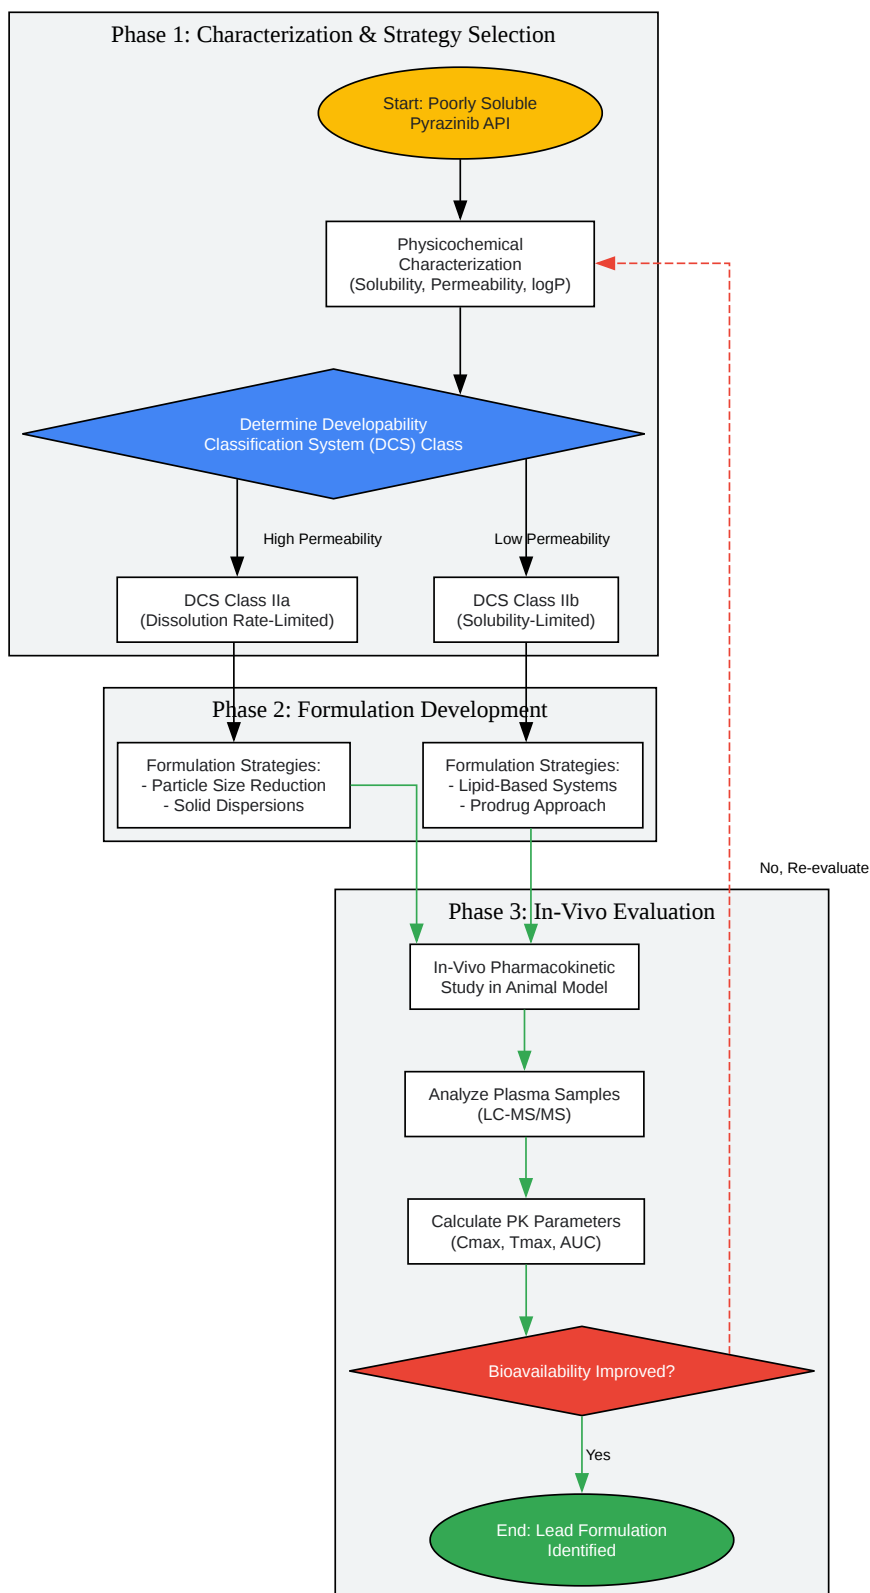 Phase 1: Characterization & Strategy Selection
Start: Poorly Soluble
Pyrazinib API
Physicochemical
Characterization
(Solubility, Permeability, logP)
Determine Developability
Classification System (DCS) Class
High Permeability
Low Permeability
DCS Class IIa
(Dissolution Rate-Limited)
DCS Class IIb
(Solubility-Limited)
Phase 2: Formulation Development
Formulation Strategies:
- Particle Size Reduction
- Solid Dispersions
Formulation Strategies:
- Lipid-Based Systems
- Prodrug Approach
No, Re-evaluate
Phase 3: In-Vivo Evaluation
In-Vivo Pharmacokinetic
Study in Animal Model
Analyze Plasma Samples
(LC-MS/MS)
Calculate PK Parameters
(Cmax, Tmax, AUC)
Bioavailability Improved?
Yes
End: Lead Formulation
Identified